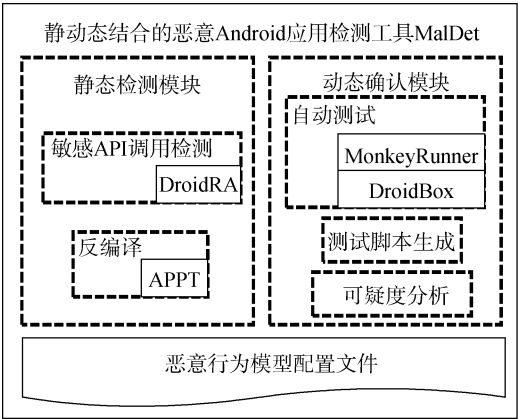 静动态结合的恶意Android应用检测工具MalDet
静态检测模块
敏感API调用检测
DroidRA
反编译
APPT
动态确认模块
自动测试
MonkeyRunner
DroidBox
测试脚本生成
可疑度分析
恶意行为模型配置文件